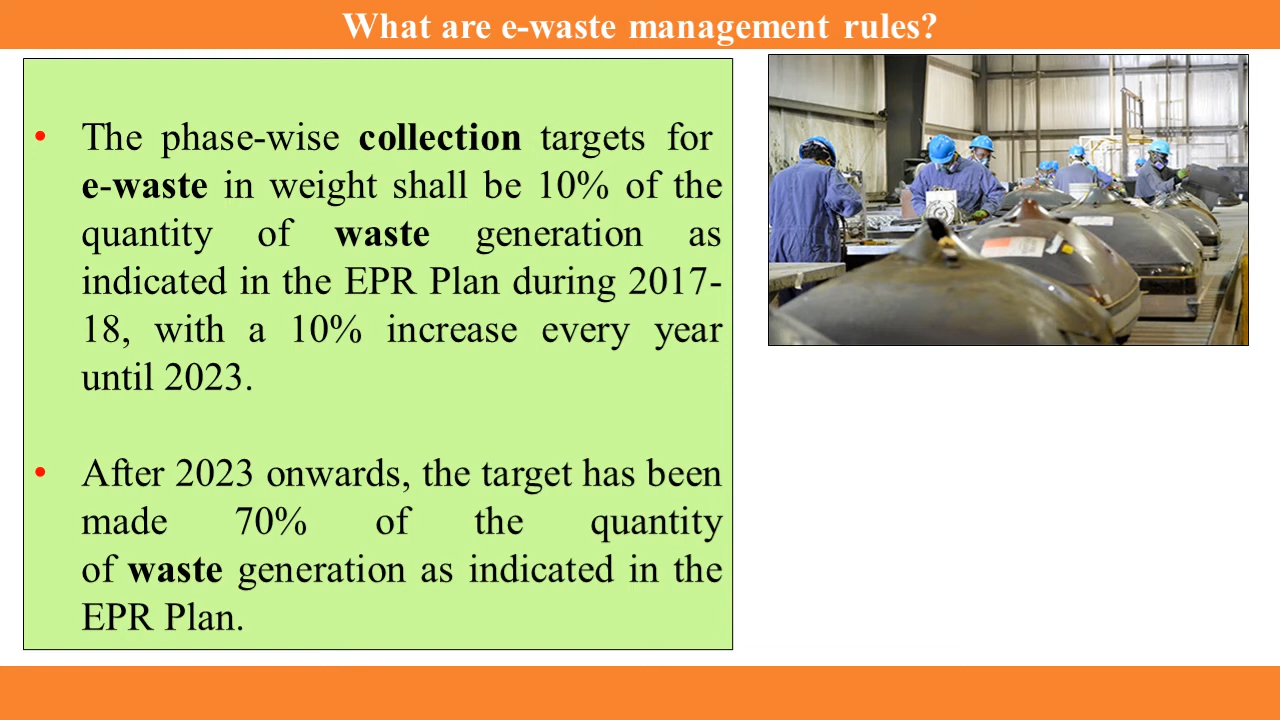 What are e-waste management rules?
• The phase-wise collection targets for
e-waste in weight shall be 10% of the
quantity of waste generation as
indicated in the EPR Plan during 2017-
18, with a 10% increase every year
until 2023.
• After 2023 onwards, the target has been
made 70% of the quantity
of waste generation as indicated in the
EPR Plan.